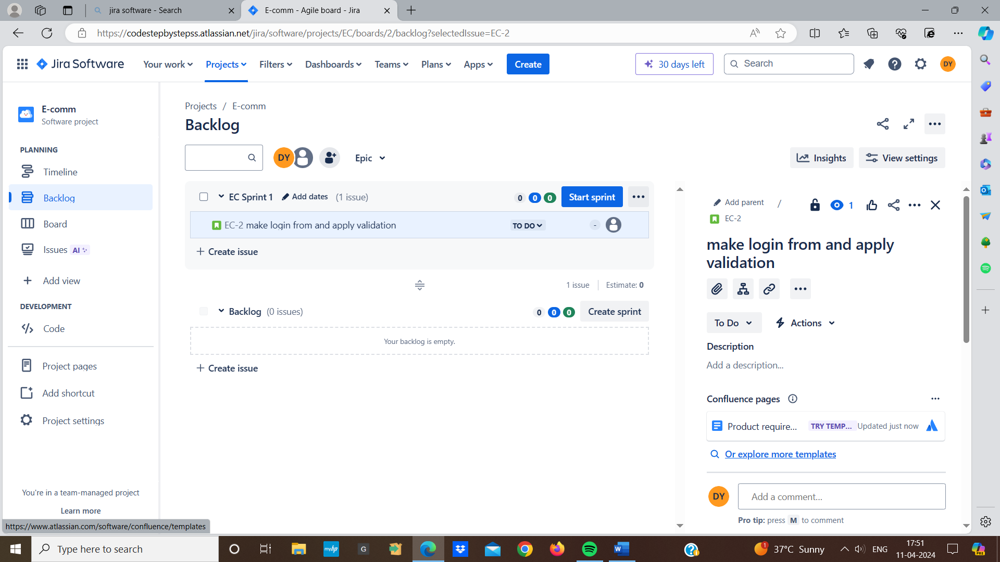 jira software - Search
E-comm - Agile board - Jira
https://codestepbystepss.atlassian.net/jira/software/projects/EC/boards/2/backlog?selectedIssue=EC-2
Jira Software
Your work
Projects
Filters
Dashboards
Teams
Plans
Apps
Create
30 days left
Search
DY
E-comm
Software project
PLANNING
Timeline
Backlog
Board
Issues AI
Add view
DEVELOPMENT
Code
Project pages
Add shortcut
Project settings
You're in a team-managed project
Learn more
https://www.atlassian.com/software/confluence/templates
Projects / E-comm
Backlog
DY
Epic
Insights
View settings
EC Sprint 1 Add dates (1 issue)
0 0 0 Start sprint
EC-2 make login from and apply validation
TO DO -
+ Create issue
1 issue Estimate: 0
Backlog (0 issues)
0 0 0 Create sprint
Your backlog is empty.
+ Create issue
Add parent /
EC-2
1
make login from and apply
validation
To Do
Actions
Description
Add a description...
Confluence pages
Product require... TRY TEMP... Updated just now
Or explore more templates
DY Add a comment...
Pro tip: press M to comment
Type here to search
myhp
G
W
1
37°C Sunny
ENG
17:51
11-04-2024
PRE